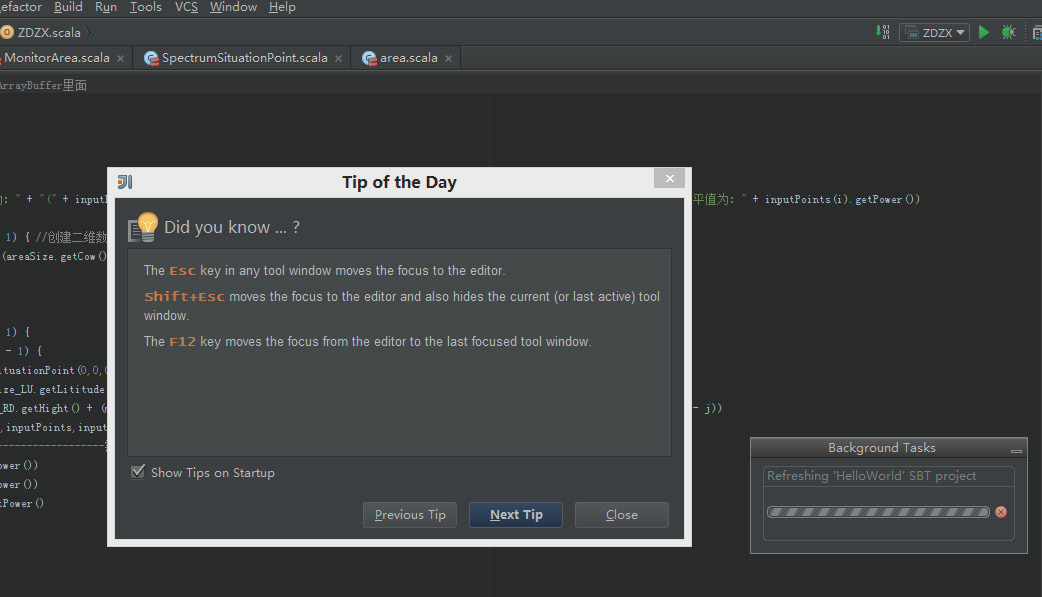 efactor Build Run Tools VCS Window Help
ZDZX.scala
ZDZX
MonitorArea.scala SpectrumSituationPoint.scala area.scala
ArrayBuffer里面
Tip of the Day
: " + "(" + input
平值为: " + inputPoints(i).getPower())
Did you know ... ?
1) { //创建二维数
(areaSize.getCow()
The Esc key in any tool window moves the focus to the editor.
Shift+Esc moves the focus to the editor and also hides the current (or last active) tool
window.
The F12 key moves the focus from the editor to the last focused tool window.
1) {
- 1) {
ituationPoint(0,0,
ize_LU.getLititude
_RD.getHight() + (
- j))
,inputPoints,input
------------------
ower())
ower())
tPower()
Show Tips on Startup
Previous Tip Next Tip Close
Background Tasks
Refreshing 'HelloWorld' SBT project